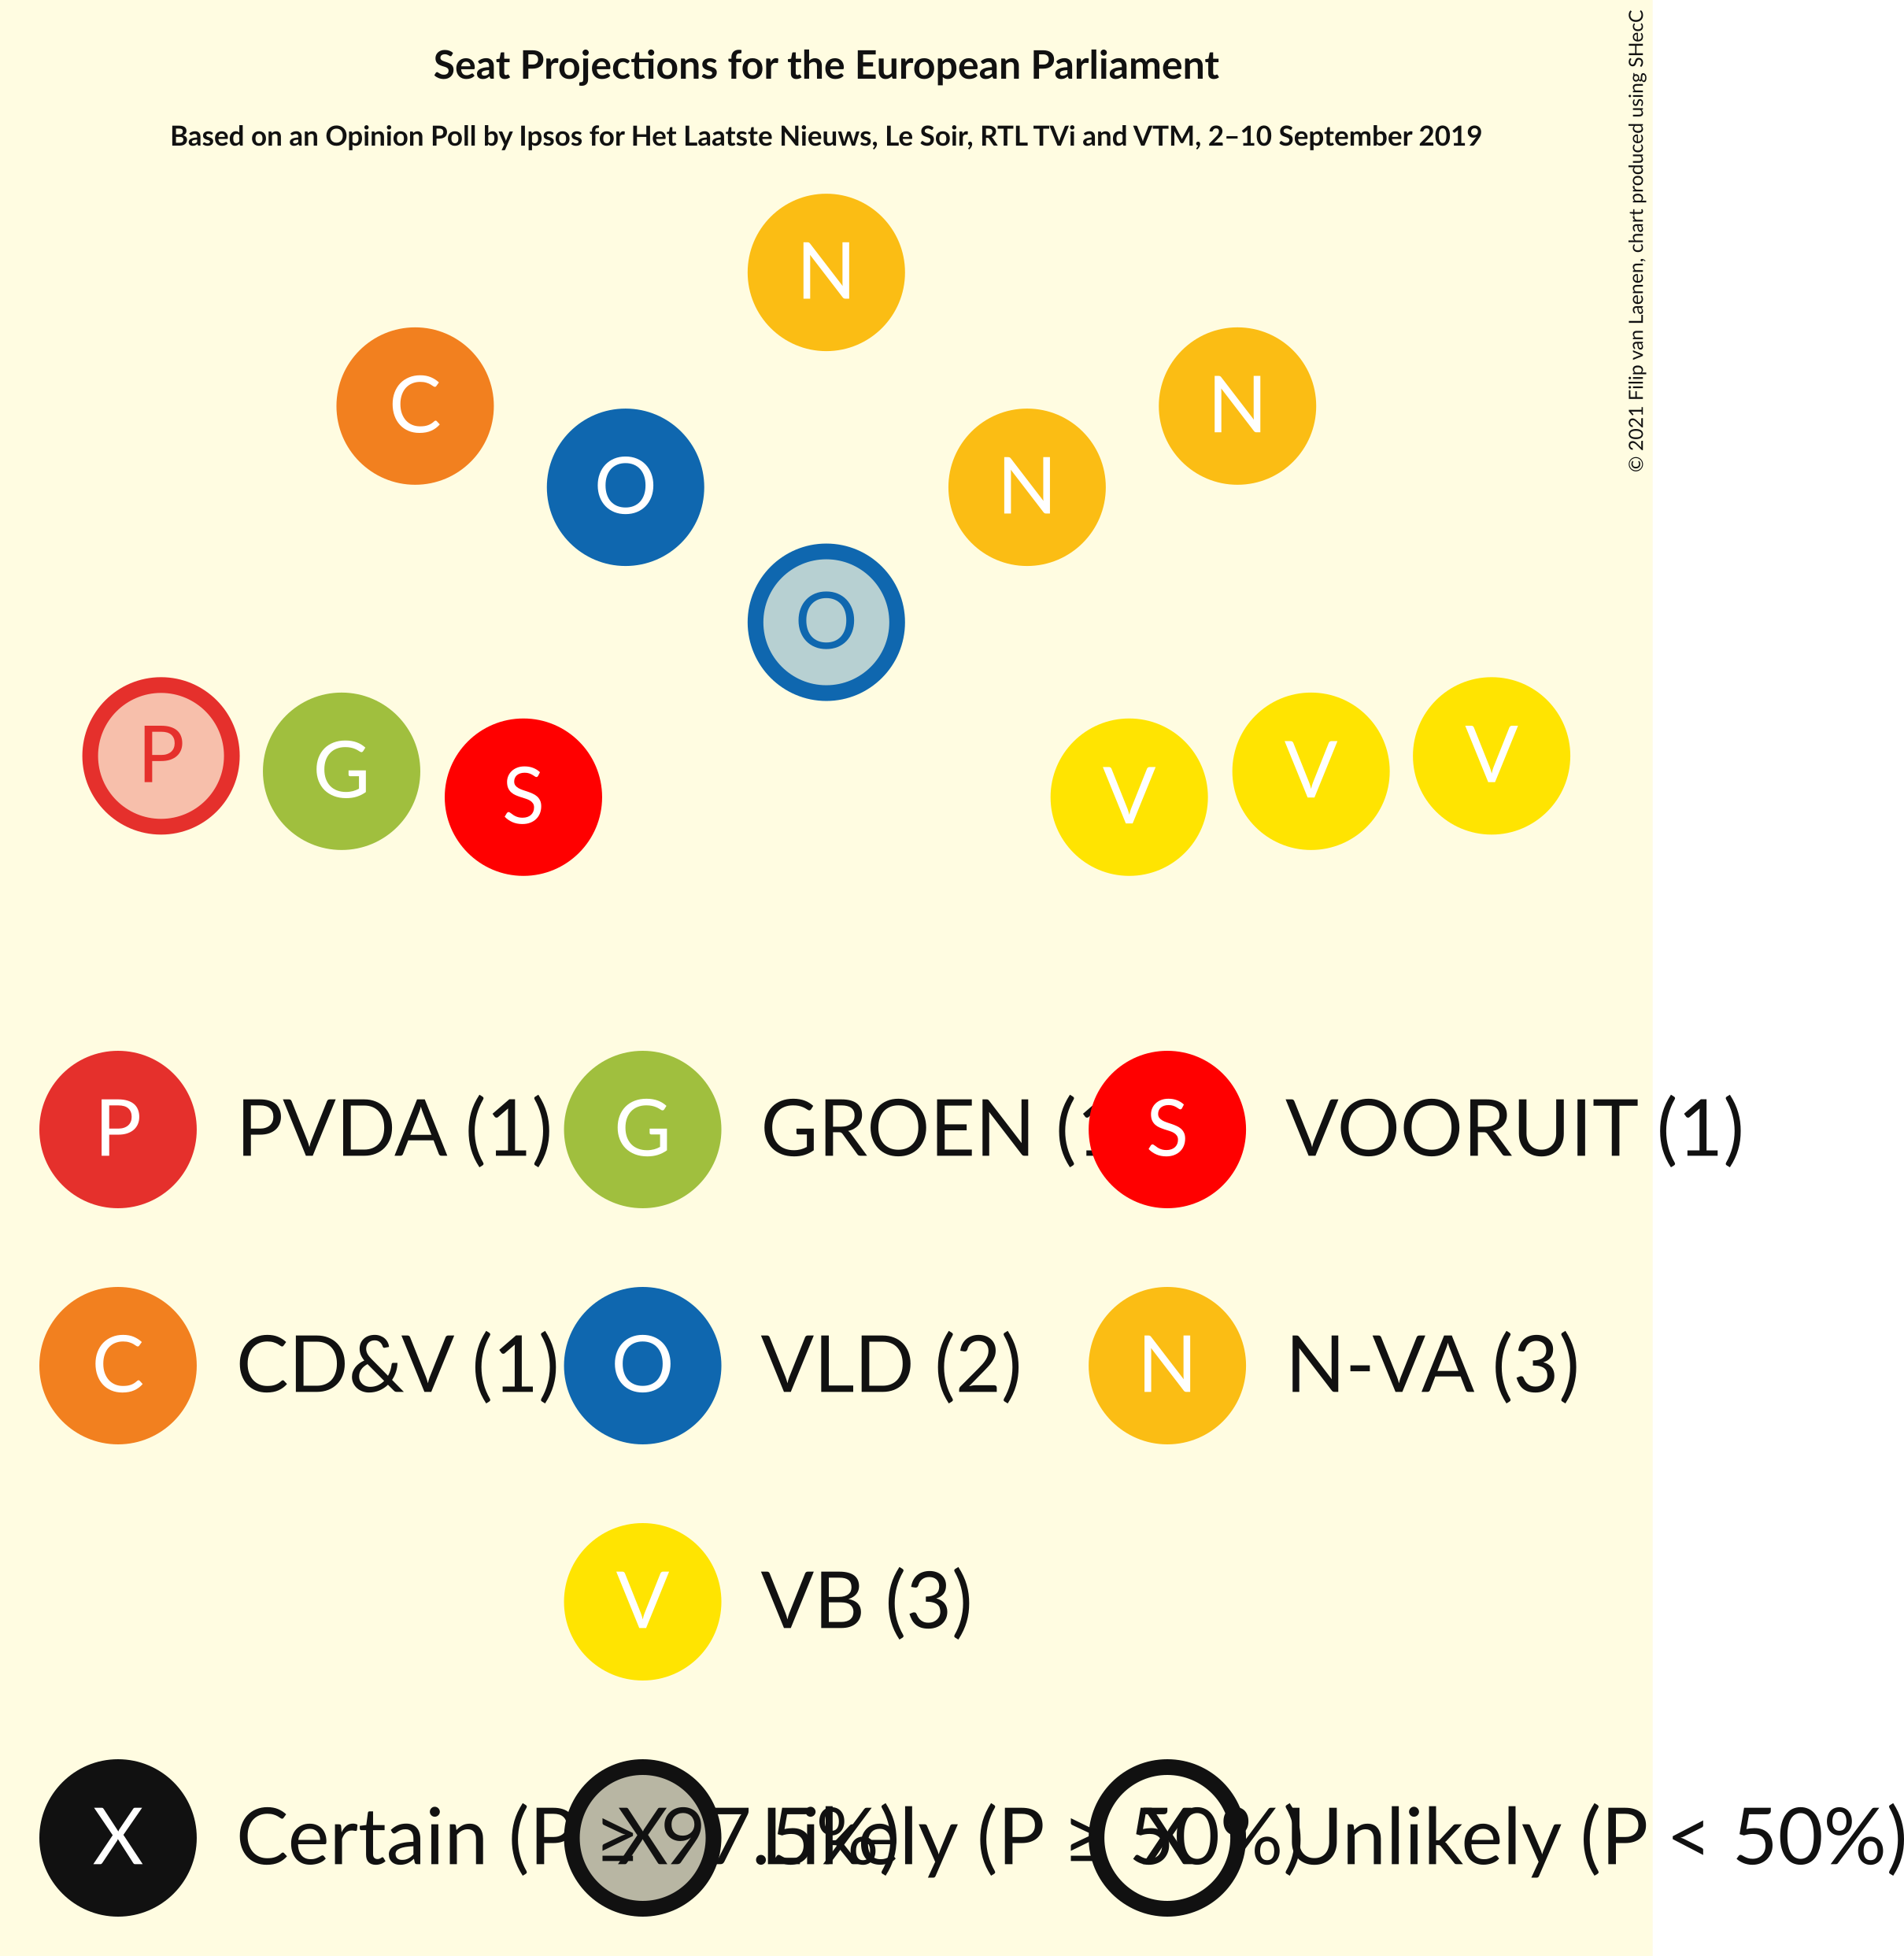 Seat Projections for the European Parliament
Based on an Opinion Poll by Ipsos for Het Laatste Nieuws, Le Soir, RTL TVi and VTM, 2–10 September 2019
© 2021 Filip van Laenen, chart produced using SHecC
N
C
N
O
N
O
P
G
S
V
V
V
P PVDA (1) G GROEN (1 S VOORUIT (1)
C CD&V (1) O VLD (2) N N-VA (3)
V VB (3)
X Certain (P ≥ 97.5%) X Likely (P ≥ 50%) X Unlikely (P < 50%)